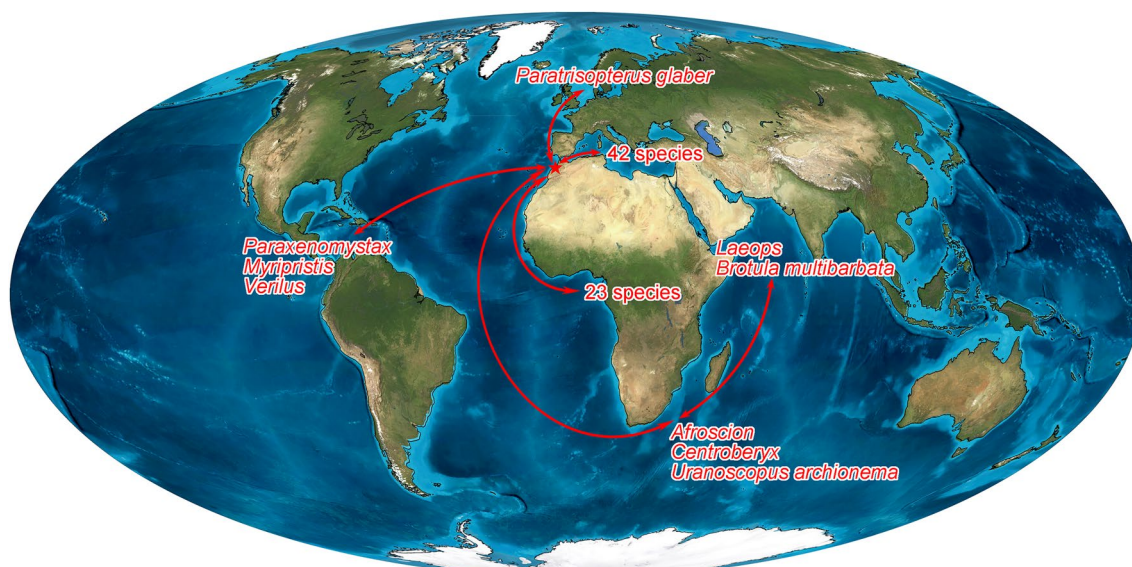 Paratrisopterus glaber
42 species
Paraxenomystax
Myripristis
Verilus
Laeops
Brotula multibarbata
23 species
Afroscion
Centroberyx
Uranoscopus archionema